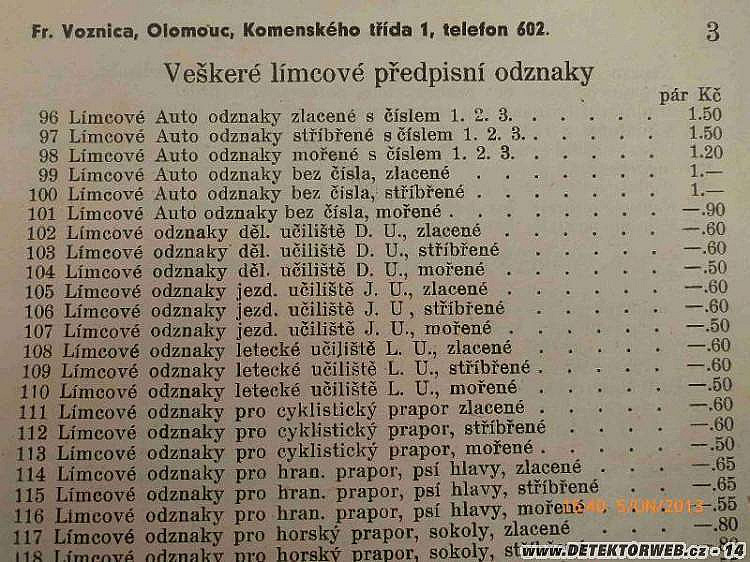 Fr. Voznica, Olomouc, Komenského třída 1, telefon 602. 3
Veškeré límcové předpisní odznaky
pár Kč
96 Límcové Auto odznaky zlacené s číslem 1. 2. 3. . . . . . 1.50
97 Límcové Auto odznaky stříbřené s číslem 1. 2. 3. . . . . . 1.50
98 Límcové Auto odznaky mořené s číslem 1. 2. 3. . . . . . 1.20
99 Límcové Auto odznaky bez čísla, zlacené . . . . . . 1.—
100 Límcové Auto odznaky bez čisla, stříbřené . . . . . . 1.—
101 Límcové Auto odznaky bez čísla, mořené . . . . . . . —.90
102 Límcové odznaky děl. učiliště D. U., zlacené . . . . . . —.60
103 Límcové odznaky děl. učiliště D. U., stříbřené . . . . . —.60
104 Límcové odznaky děl. učiliště D. U., mořené . . . . . —.50
105 Límcové odznaky jezd. učiliště J. U., zlacené . . . . . . —.60
106 Límcové odznaky jezd. učiliště J. U , stříbřené . . . . . —.60
107 Límcové odznaky jezd. učiliště J. U., mořené . . . . . . —.50
108 Límcové odznaky letecké učiliště L. U., zlacené . . . . . —.60
109 Límcové odznaky letecké učiliště L. U., stříbřené . . . . . —.60
110 Límcové odznaky letecké učiliště L. U., mořené . . . . . —.50
111 Límcové odznaky pro cyklistický prapor zlacené . . . . . —.60
112 Límcové odznaky pro cyklistický prapor, stříbřené . . . . —.60
113 Límcové odznaky pro cyklistický prapor, mořené . . . . . —.50
114 Límcové odznaky pro hran. prapor, psí hlavy, zlacené . . . —.65
115 Límcové odznaky pro hran. prapor, psí hlavy, stříbřené . . . —.65
116 Límcové odznaky pro hran. prapor, psí hlavy, mořené . . . —.55
5/JUN/2013
117 Límcové odznaky pro horský prapor, sokoly, zlacené . . . —.80
118 Límcové odznaky pro horský prapor, sokoly,
www.DETEKTORWEB.cz - 14